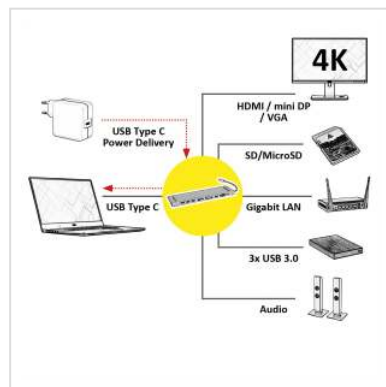 4K
HDMI / mini DP
/ VGA
USB Type C
Power Delivery
SD/MicroSD
USB Type C
Gigabit LAN
3x USB 3.0
Audio